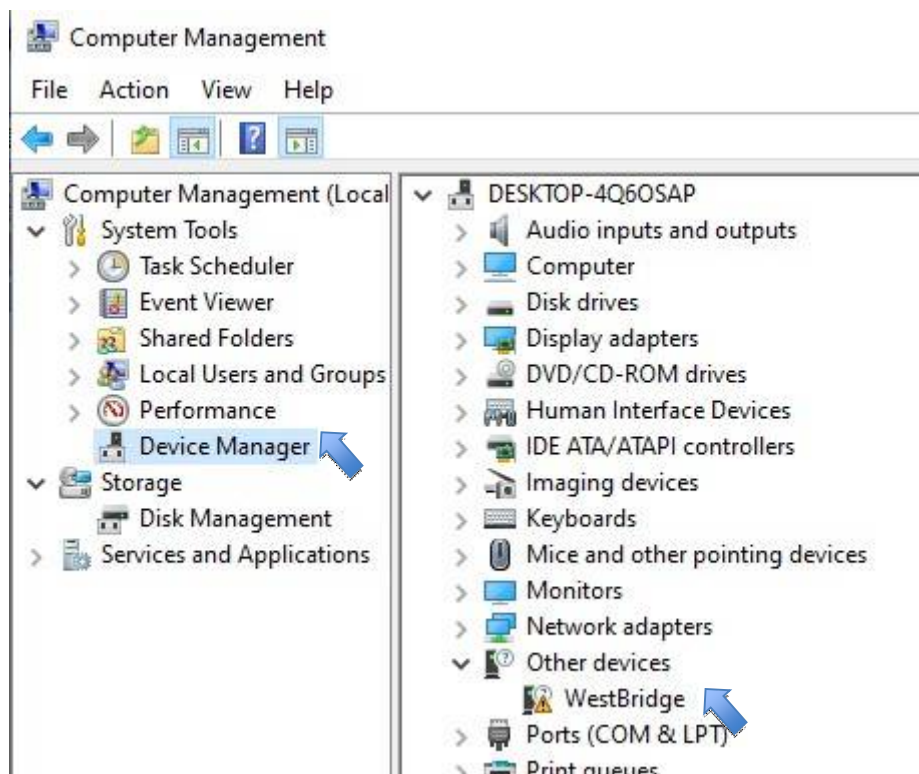 Computer Management
File Action View Help
Computer Management (Local
System Tools
Task Scheduler
Event Viewer
Shared Folders
Local Users and Groups
Performance
Device Manager
Storage
Disk Management
Services and Applications
DESKTOP-4Q6OSAP
Audio inputs and outputs
Computer
Disk drives
Display adapters
DVD/CD-ROM drives
Human Interface Devices
IDE ATA/ATAPI controllers
Imaging devices
Keyboards
Mice and other pointing devices
Monitors
Network adapters
Other devices
WestBridge
Ports (COM & LPT)
Print queues